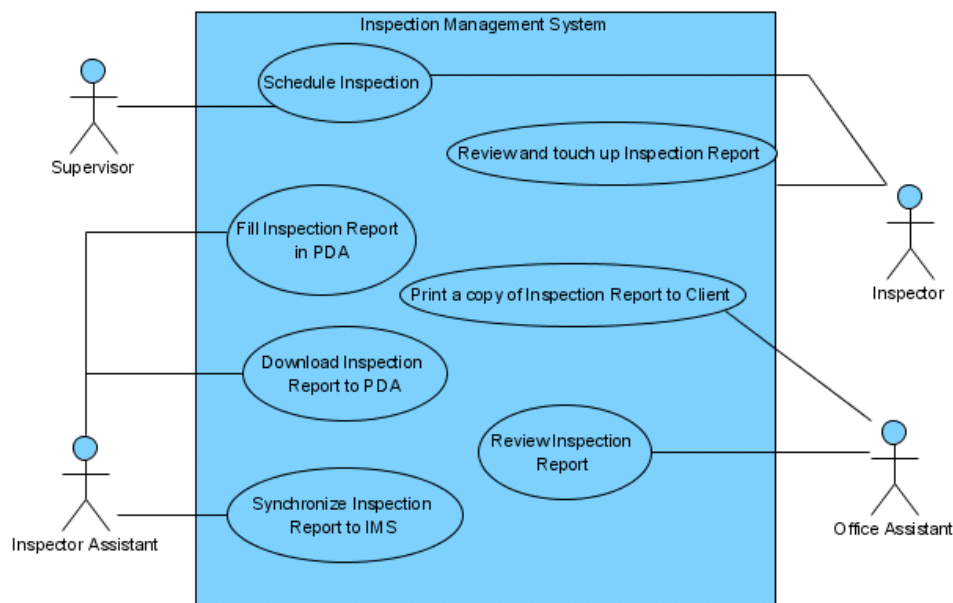 Inspection Management System
Schedule Inspection
Supervisor
Review and touch up Inspection Report
Fill Inspection Report
in PDA
Inspector
Print a copy of Inspection Report to Client
Download Inspection
Report to PDA
Review Inspection
Report
Synchronize Inspection
Report to IMS
Inspector Assistant
Office Assistant